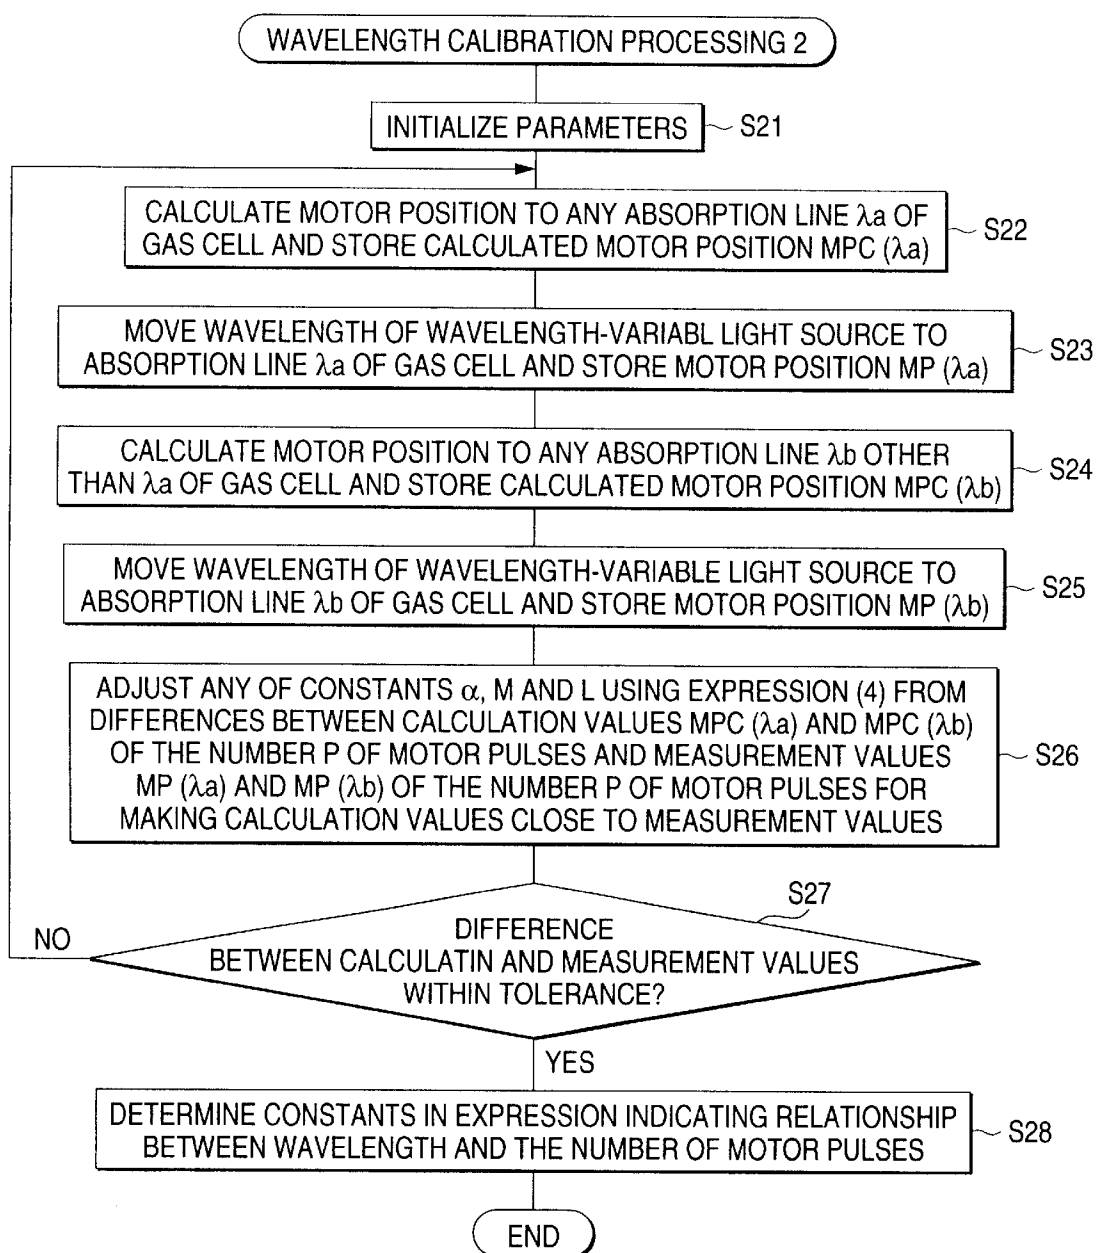 WAVELENGTH CALIBRATION PROCESSING 2
INITIALIZE PARAMETERS
S21
CALCULATE MOTOR POSITION TO ANY ABSORPTION LINE λa OF
GAS CELL AND STORE CALCULATED MOTOR POSITION MPC (λa)
S22
MOVE WAVELENGTH OF WAVELENGTH-VARIABL LIGHT SOURCE TO
ABSORPTION LINE λa OF GAS CELL AND STORE MOTOR POSITION MP (λa)
S23
CALCULATE MOTOR POSITION TO ANY ABSORPTION LINE λb OTHER
THAN λa OF GAS CELL AND STORE CALCULATED MOTOR POSITION MPC (λb)
S24
MOVE WAVELENGTH OF WAVELENGTH-VARIABLE LIGHT SOURCE TO
ABSORPTION LINE λb OF GAS CELL AND STORE MOTOR POSITION MP (λb)
S25
ADJUST ANY OF CONSTANTS α, M AND L USING EXPRESSION (4) FROM
DIFFERENCES BETWEEN CALCULATION VALUES MPC (λa) AND MPC (λb)
OF THE NUMBER P OF MOTOR PULSES AND MEASUREMENT VALUES
MP (λa) AND MP (λb) OF THE NUMBER P OF MOTOR PULSES FOR
MAKING CALCULATION VALUES CLOSE TO MEASUREMENT VALUES
S26
S27
DIFFERENCE
BETWEEN CALCULATIN AND MEASUREMENT VALUES
WITHIN TOLERANCE?
NO
YES
DETERMINE CONSTANTS IN EXPRESSION INDICATING RELATIONSHIP
BETWEEN WAVELENGTH AND THE NUMBER OF MOTOR PULSES
S28
END